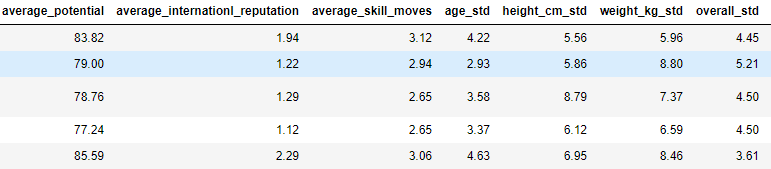 average_potential average_internationl_reputation average_skill_moves age_std height_cm_std weight_kg_std overall_std
83.82 1.94 3.12 4.22 5.56 5.96 4.45
79.00 1.22 2.94 2.93 5.86 8.80 5.21
78.76 1.29 2.65 3.58 8.79 7.37 4.50
77.24 1.12 2.65 3.37 6.12 6.59 4.50
85.59 2.29 3.06 4.63 6.95 8.46 3.61